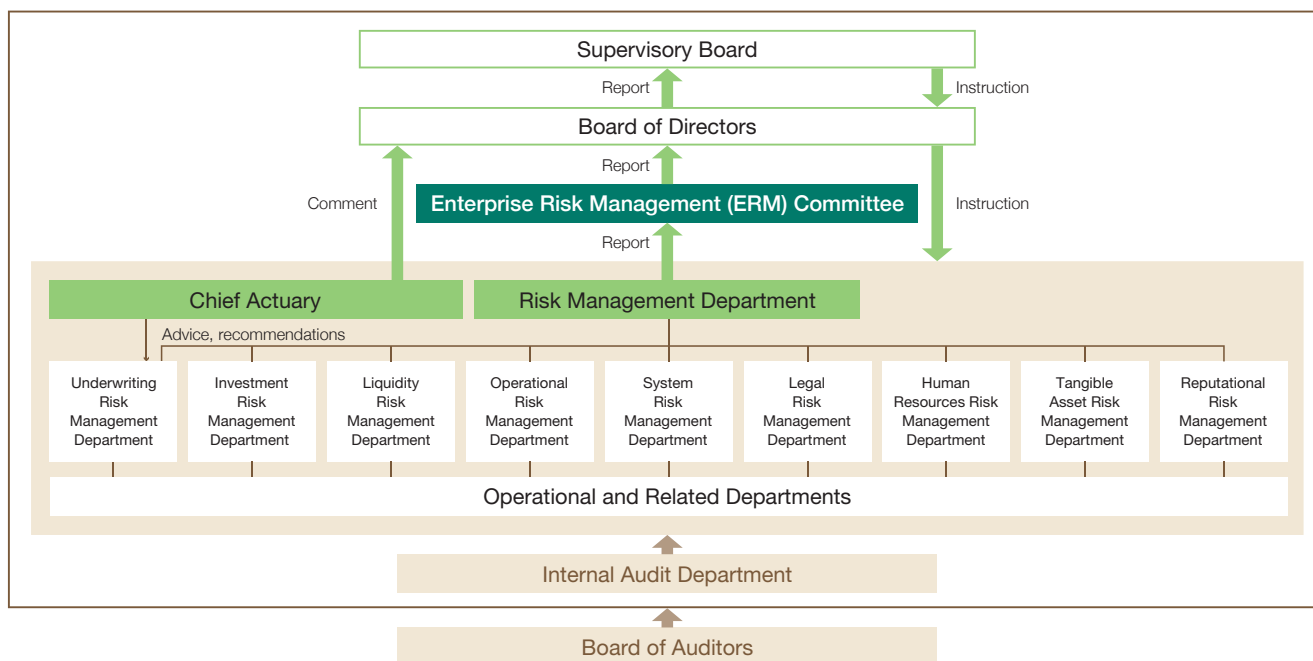 Supervisory Board
Report
Instruction
Board of Directors
Report
Comment
Enterprise Risk Management (ERM) Committee
Instruction
Report
Chief Actuary
Risk Management Department
Advice, recommendations
Underwriting
Risk
Management
Department
Investment
Risk
Management
Department
Liquidity
Risk
Management
Department
Operational
Risk
Management
Department
System
Risk
Management
Department
Legal
Risk
Management
Department
Human
Resources Risk
Management
Department
Tangible
Asset Risk
Management
Department
Reputational
Risk
Management
Department
Operational and Related Departments
Internal Audit Department
Board of Auditors